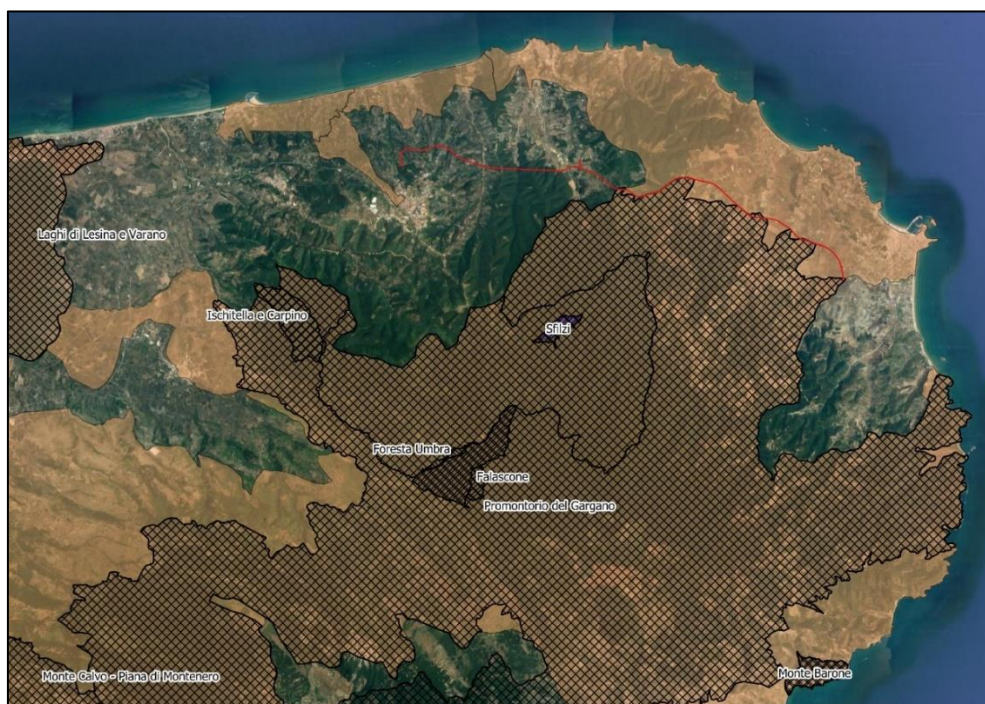 Laghi di Lesina e Varano
Ischitella e Carpino
Sfilzi
Foresta Umbra
Falascone
Promontorio del Gargano
Monte Calvo - Piana di Montenero
Monte Barone